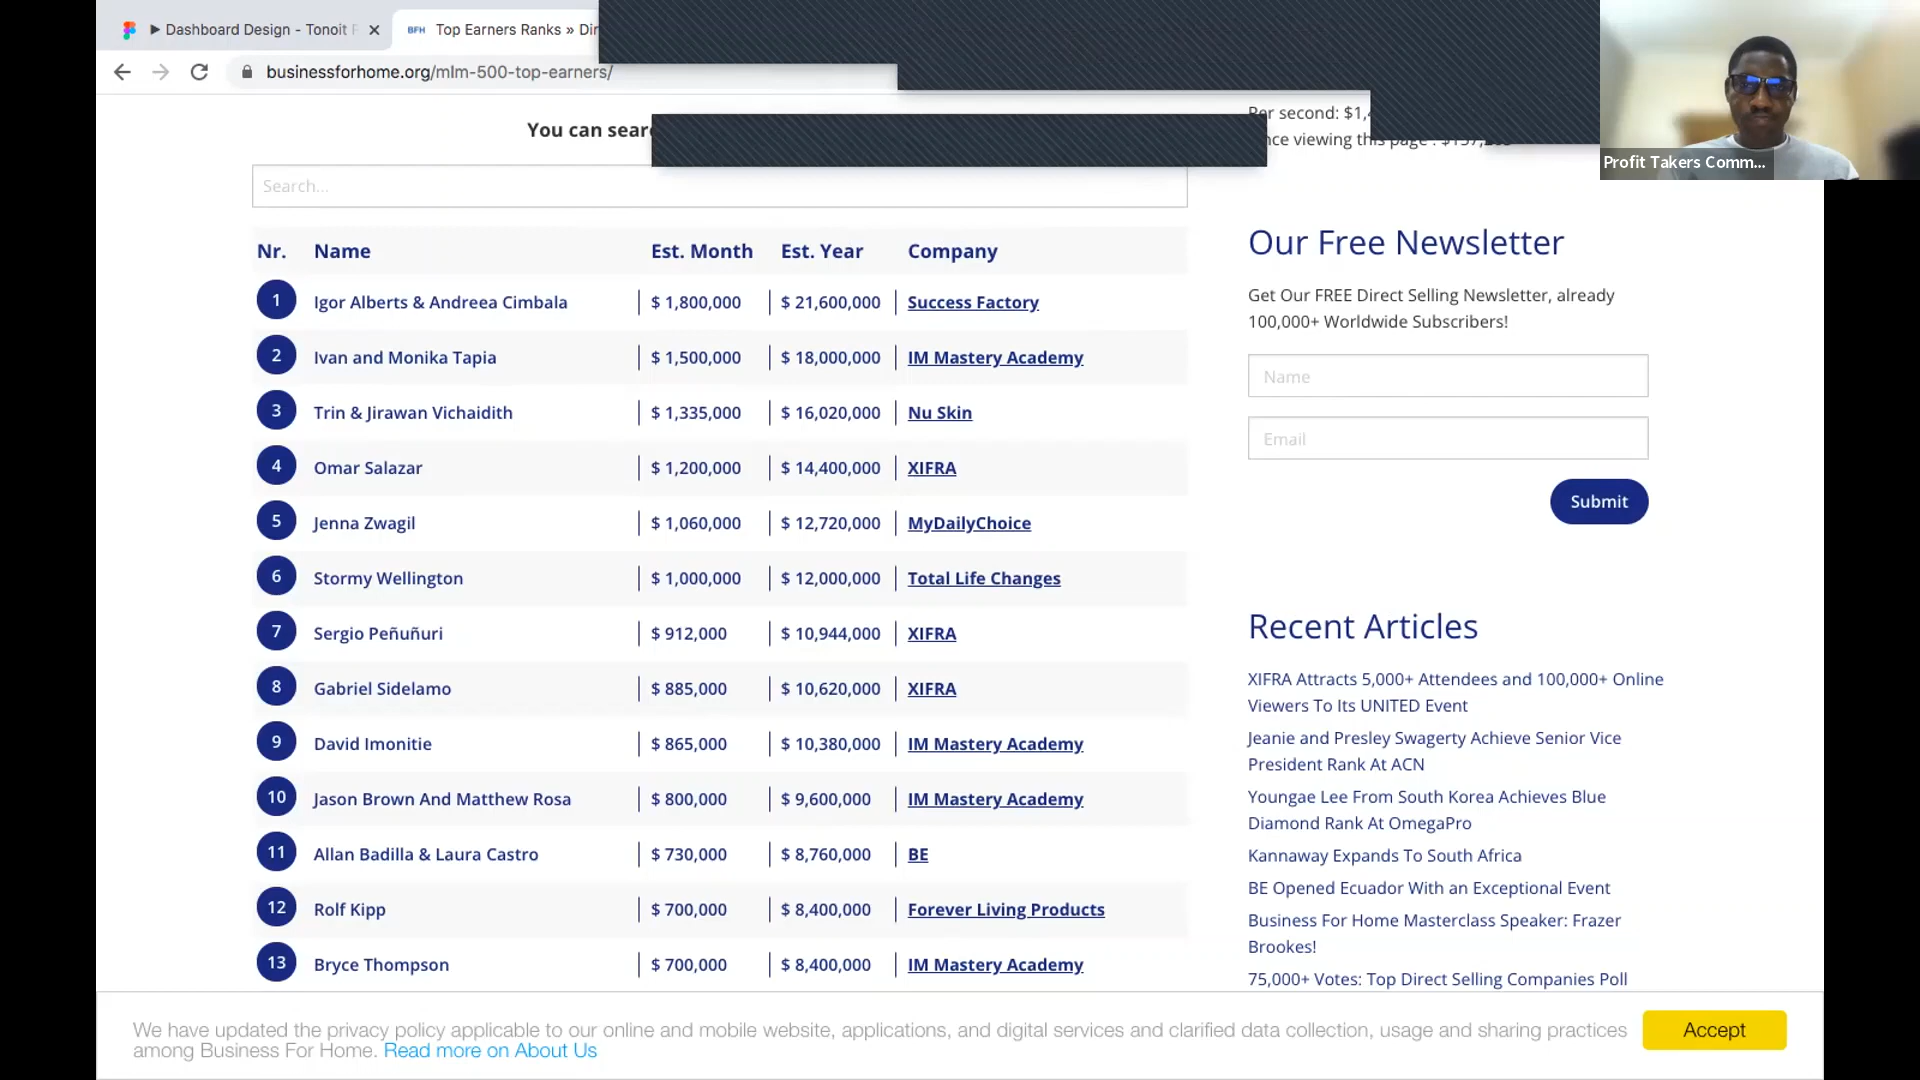 Dashboard Design - Tonoit
BFH Top Earners Ranks » Dir
businessforhome.org/mlm-500-top-earners/
Profit Takers Comm...
You can sear
Per second: $1,
nce viewing this page :
Search...
Nr. Name Est. Month Est. Year Company
1 Igor Alberts & Andreea Cimbala $ 1,800,000 $ 21,600,000 Success Factory
2 Ivan and Monika Tapia $ 1,500,000 $ 18,000,000 IM Mastery Academy
3 Trin & Jirawan Vichaidith $ 1,335,000 $ 16,020,000 Nu Skin
4 Omar Salazar $ 1,200,000 $ 14,400,000 XIFRA
5 Jenna Zwagil $ 1,060,000 $ 12,720,000 MyDailyChoice
6 Stormy Wellington $ 1,000,000 $ 12,000,000 Total Life Changes
7 Sergio Peñuñuri $ 912,000 $ 10,944,000 XIFRA
8 Gabriel Sidelamo $ 885,000 $ 10,620,000 XIFRA
9 David Imonitie $ 865,000 $ 10,380,000 IM Mastery Academy
10 Jason Brown And Matthew Rosa $ 800,000 $ 9,600,000 IM Mastery Academy
11 Allan Badilla & Laura Castro $ 730,000 $ 8,760,000 BE
12 Rolf Kipp $ 700,000 $ 8,400,000 Forever Living Products
13 Bryce Thompson $ 700,000 $ 8,400,000 IM Mastery Academy
Our Free Newsletter
Get Our FREE Direct Selling Newsletter, already
100,000+ Worldwide Subscribers!
Name
Email
Submit
Recent Articles
XIFRA Attracts 5,000+ Attendees and 100,000+ Online
Viewers To Its UNITED Event
Jeanie and Presley Swagerty Achieve Senior Vice
President Rank At ACN
Youngae Lee From South Korea Achieves Blue
Diamond Rank At OmegaPro
Kannaway Expands To South Africa
BE Opened Ecuador With an Exceptional Event
Business For Home Masterclass Speaker: Frazer
Brookes!
75,000+ Votes: Top Direct Selling Companies Poll
We have updated the privacy policy applicable to our online and mobile website, applications, and digital services and clarified data collection, usage and sharing practices
among Business For Home. Read more on About Us
Accept